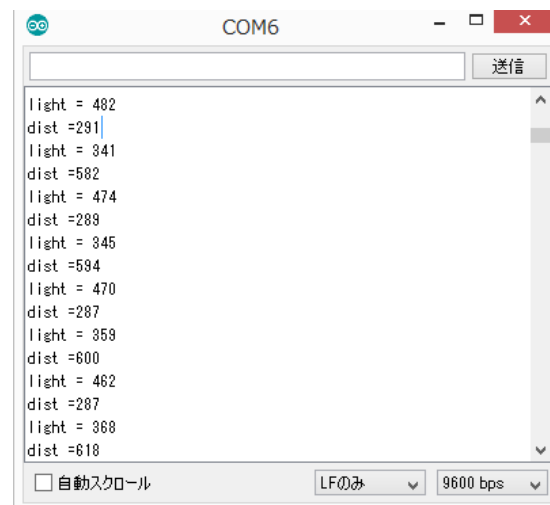 COM6
送信
light = 482
dist =291
light = 341
dist =582
light = 474
dist =289
light = 345
dist =594
light = 470
dist =287
light = 359
dist =600
light = 462
dist =287
light = 368
dist =618
自動スクロール LFのみ 9600 bps